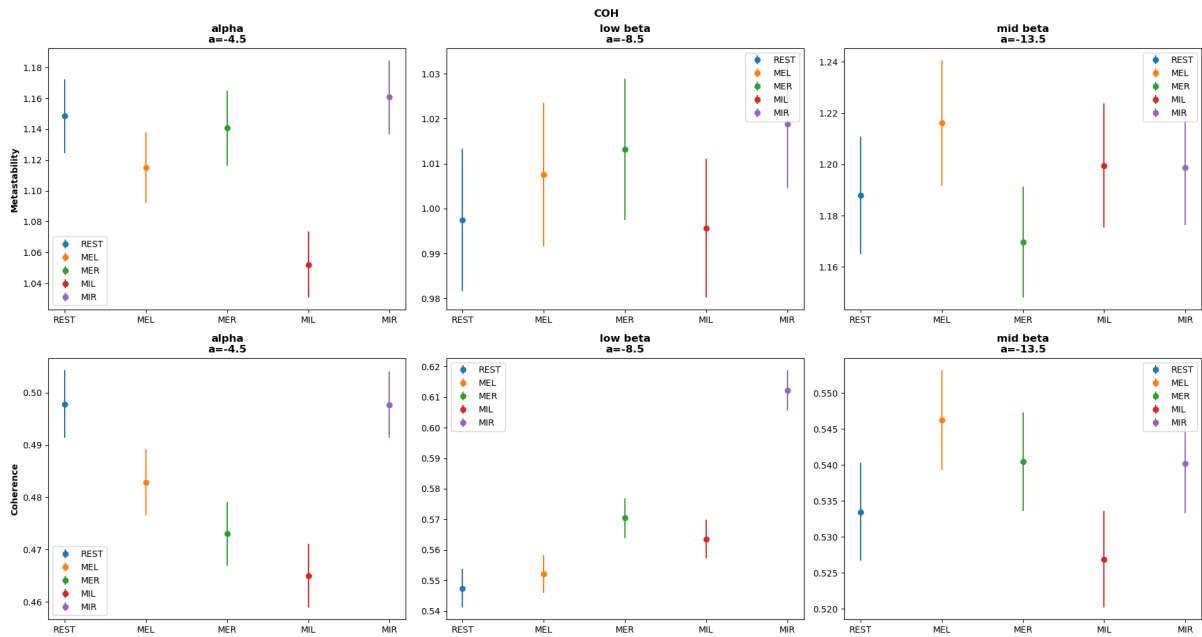 COH
alpha
a=-4.5
low beta
a=-8.5
mid beta
a=-13.5
Metastability
1.18
1.16
1.14
1.12
1.10
1.08
1.06
1.04
REST
MEL
MER
MIL
MIR
REST
MEL
MER
MIL
MIR
1.03
1.02
1.01
1.00
0.99
0.98
REST
MEL
MER
MIL
MIR
REST
MEL
MER
MIL
MIR
1.24
1.22
1.20
1.18
1.16
REST
MEL
MER
MIL
MIR
REST
MEL
MER
MIL
MIR
alpha
a=-4.5
low beta
a=-8.5
mid beta
a=-13.5
Coherence
0.50
0.49
0.48
0.47
0.46
REST
MEL
MER
MIL
MIR
REST
MEL
MER
MIL
MIR
0.62
0.61
0.60
0.59
0.58
0.57
0.56
0.55
0.54
REST
MEL
MER
MIL
MIR
REST
MEL
MER
MIL
MIR
0.550
0.545
0.540
0.535
0.530
0.525
0.520
REST
MEL
MER
MIL
MIR
REST
MEL
MER
MIL
MIR